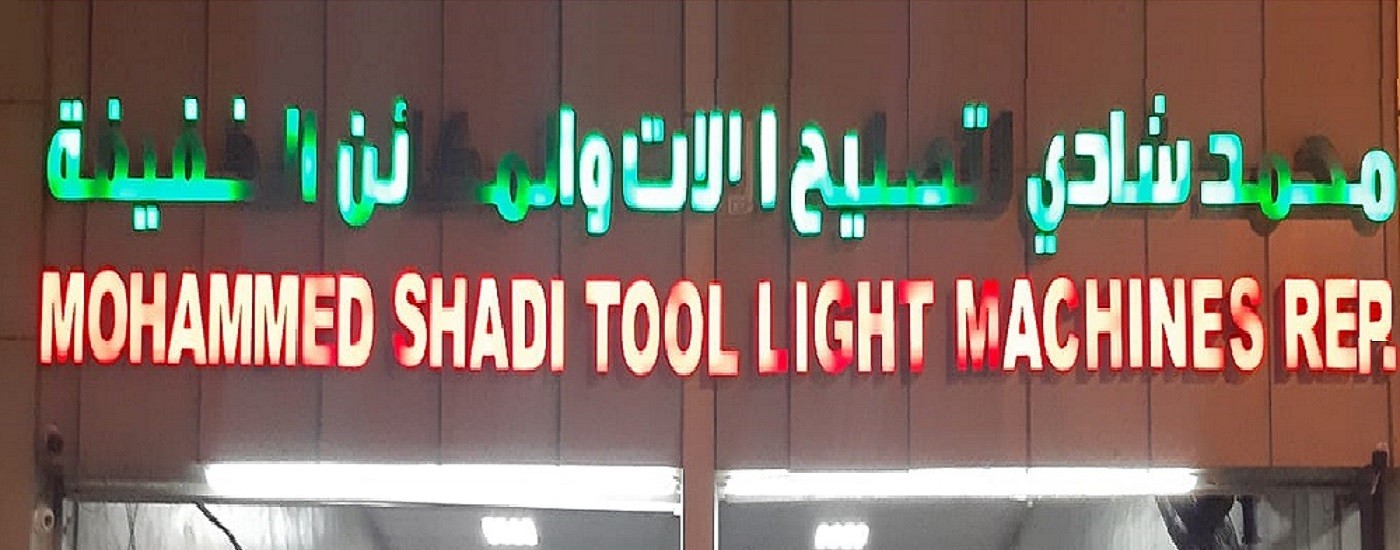 محمد شادي لتصليح الالات والمكائن الخفيفة
MOHAMMED SHADI TOOL LIGHT MACHINES REP.